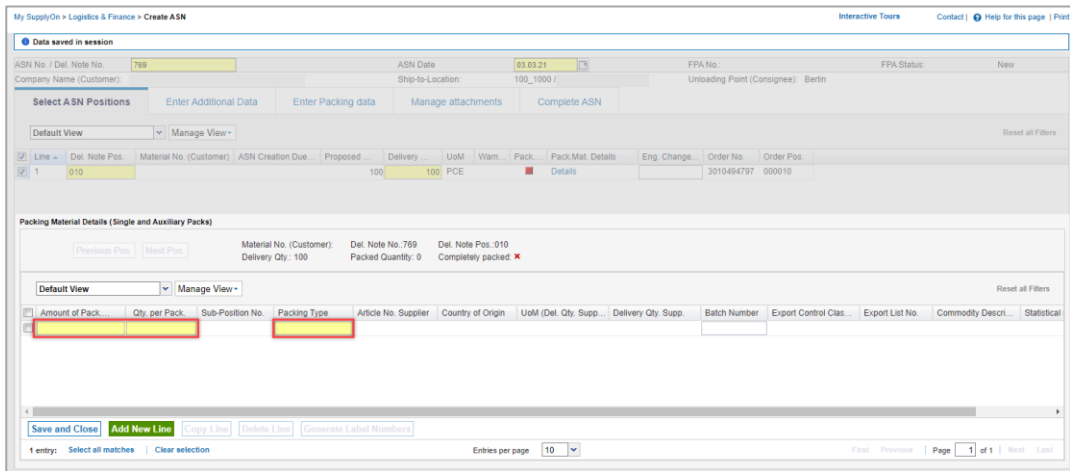 My SupplyOn > Logistics & Finance > Create ASN Interactive Tours Contact | Help for this page | Print
Data saved in session
ASN No. / Del. Note No. 769 ASN Date 03.03.21 FPA No.: FPA Status: New
Company Name (Customer): Ship-to-Location: 100_1000 / Unloading Point (Consignee): Berlin
Select ASN Positions Enter Additional Data Enter Packing data Manage attachments Complete ASN
Default View Manage View Reset all Filters
Line Del. Note Pos. Material No. (Customer) ASN Creation Due... Proposed ... Delivery ... UoM Warn... Pack... Pack.Mat. Details Eng. Change... Order No. Order Pos.
1 010 100 100 PCE Details 3010494797 000010
Packing Material Details (Single and Auxiliary Packs)
Previous Pos. Next Pos. Material No. (Customer): Del. Note No.:769 Del. Note Pos.:010
Delivery Qty.: 100 Packed Quantity: 0 Completely packed:
Default View Manage View Reset all Filters
Amount of Pack.... Qty. per Pack. Sub-Position No. Packing Type Article No. Supplier Country of Origin UoM (Del. Qty. Supp... Delivery Qty. Supp. Batch Number Export Control Clas... Export List No. Commodity Descri... Statistical
Save and Close Add New Line Copy Line Delete Line Generate Label Numbers
1 entry: Select all matches | Clear selection Entries per page 10 First Previous | Page 1 of 1 | Next Last